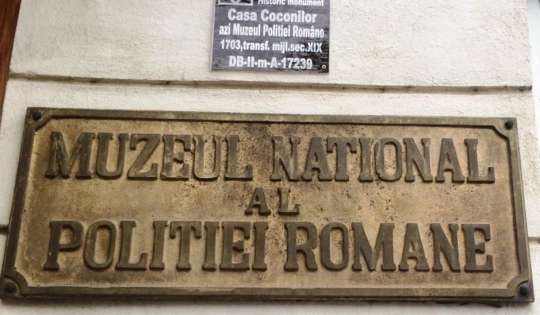 Historic monument
Casa Coconilor
azi Muzeul Politiei Române
1703,transf. mijl.sec.XIX
DB-II-m-A-17239
MUZEUL NATIONAL
AL
POLITIEI ROMANE